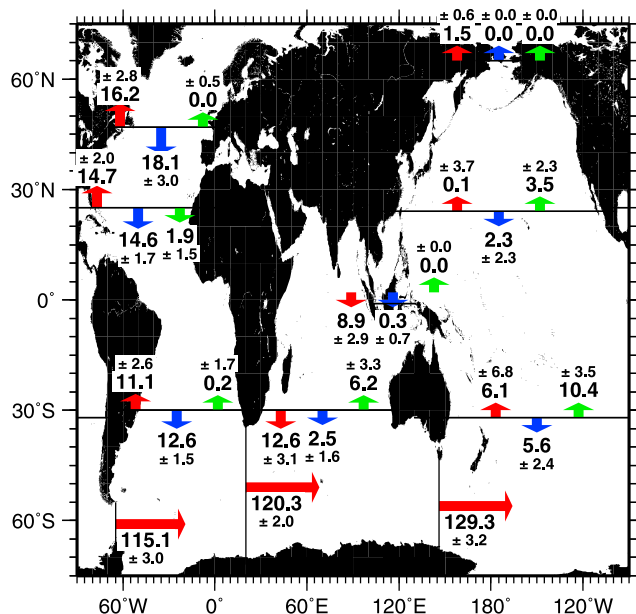 ± 0.6 ± 0.0 ± 0.0
1.5 0.0 0.0
60°N
± 2.8 ± 0.5
16.2 0.0
18.1
± 3.0
± 2.0 ± 3.7 ± 2.3
14.7 0.1 3.5
30°N
14.6 1.9 2.3
± 1.7 ± 1.5 ± 2.3
± 0.0
0.0
0°
8.9 0.3
± 2.9 ± 0.7
± 2.6 ± 1.7 ± 3.3 ± 6.8 ± 3.5
11.1 0.2 6.2 6.1 10.4
30°S
12.6 12.6 2.5 5.6
± 1.5 ± 3.1 ± 1.6 ± 2.4
120.3
± 2.0
129.3
± 3.2
60°S
115.1
± 3.0
60°W 0° 60°E 120°E 180°W 120°W